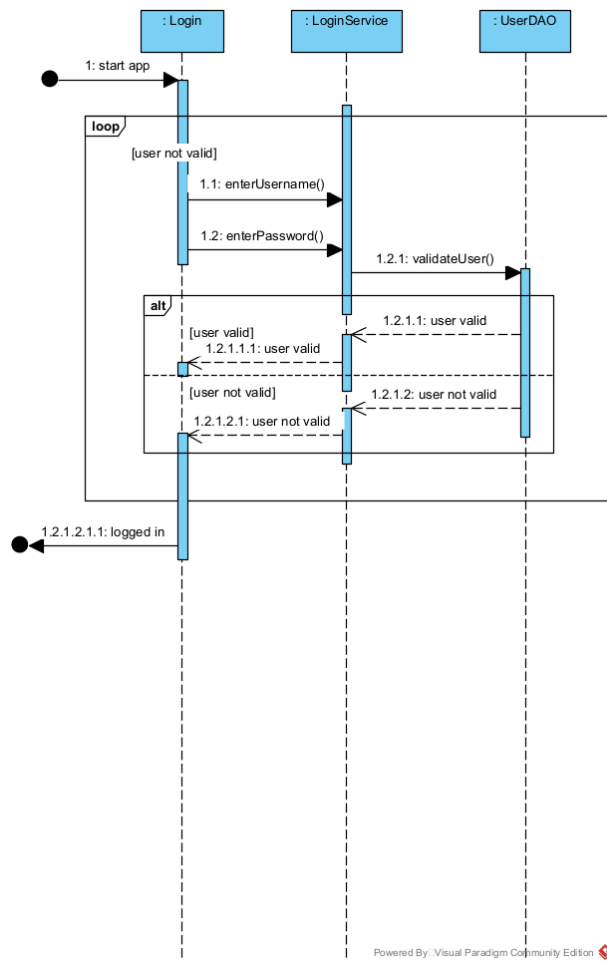 : Login
: LoginService
: UserDAO
1: start app
loop
[user not valid]
1.1: enterUsername()
1.2: enterPassword()
1.2.1: validateUser()
alt
1.2.1.1: user valid
[user valid]
1.2.1.1.1: user valid
[user not valid]
1.2.1.2: user not valid
1.2.1.2.1: user not valid
1.2.1.2.1.1: logged in
Powered By Visual Paradigm Community Edition